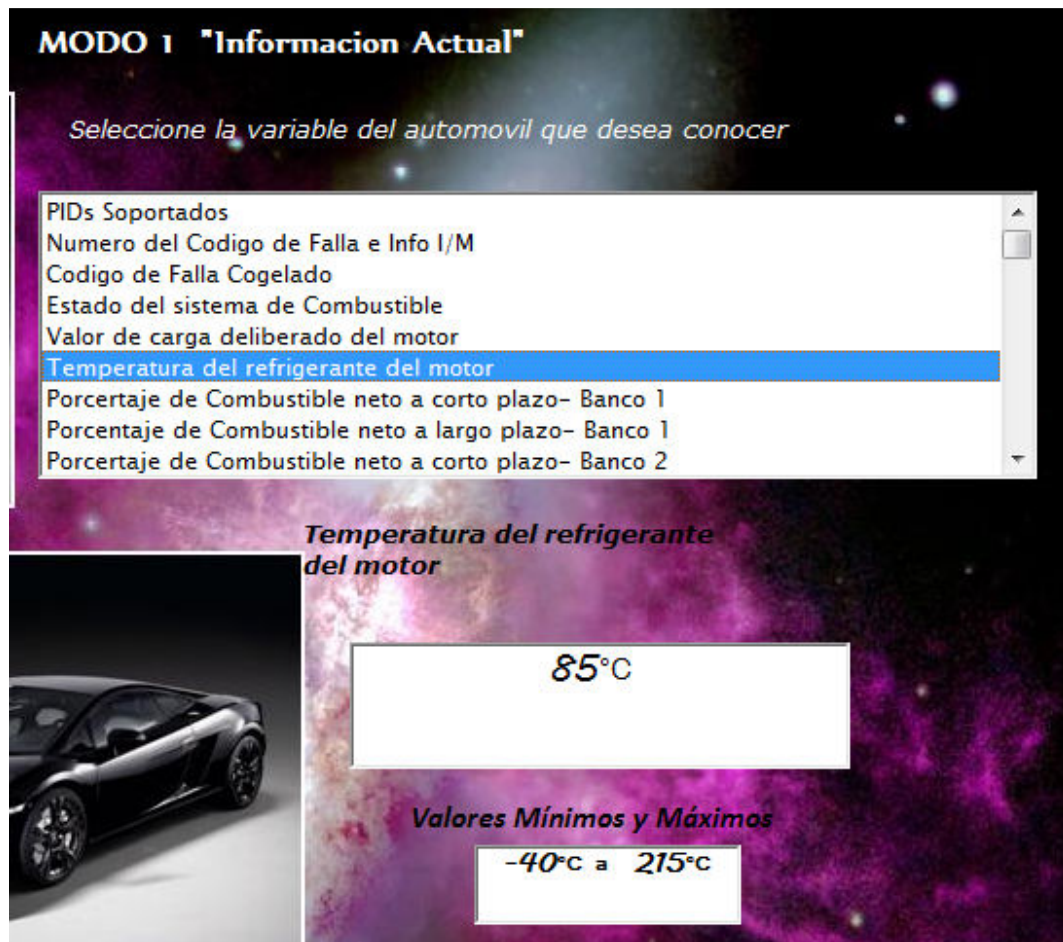 MODO 1 "Informacion Actual"
Seleccione la variable del automovil que desea conocer
PIDs Soportados
Numero del Codigo de Falla e Info I/M
Codigo de Falla Cogelado
Estado del sistema de Combustible
Valor de carga deliberado del motor
Temperatura del refrigerante del motor
Porcertaje de Combustible neto a corto plazo- Banco 1
Porcentaje de Combustible neto a largo plazo- Banco 1
Porcertaje de Combustible neto a corto plazo- Banco 2
Temperatura del refrigerante
del motor
85°C
Valores Mínimos y Máximos
-40°C a 215°C